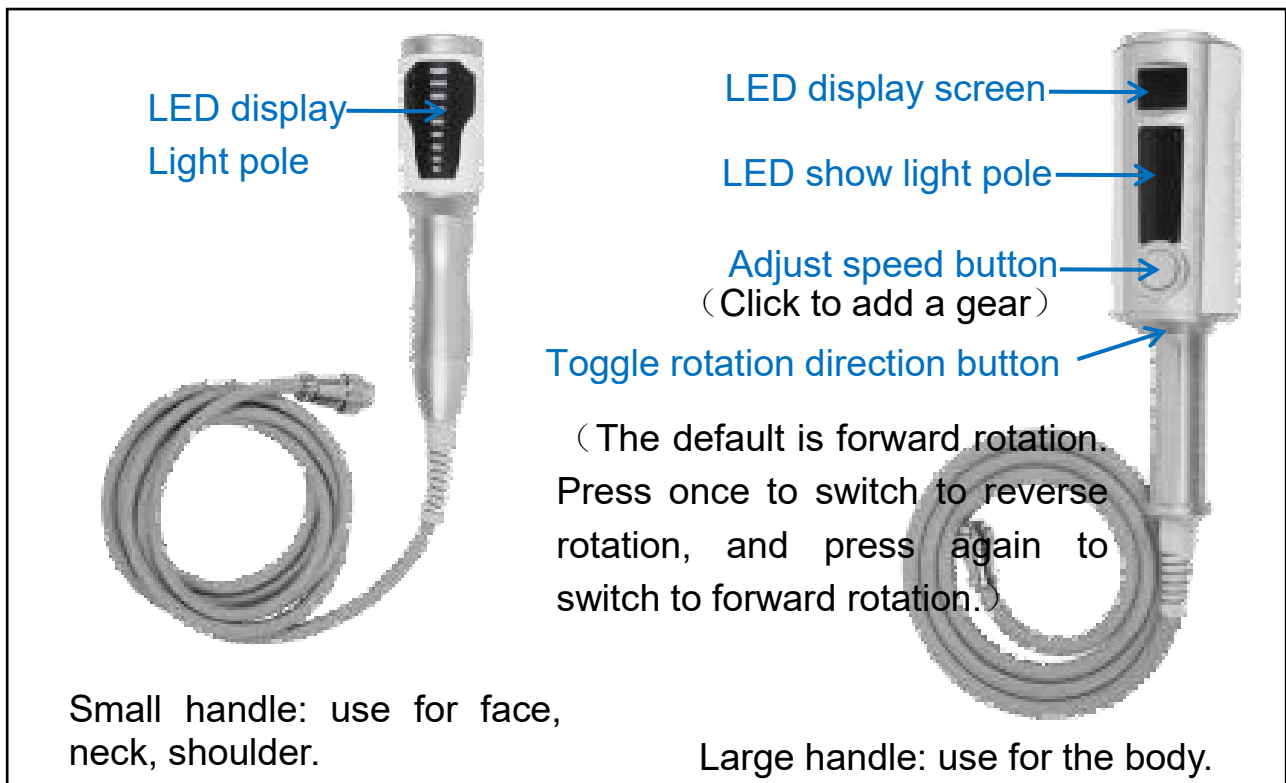 LED display
Light pole
Small handle: use for face,
neck, shoulder.
LED display screen
LED show light pole
Adjust speed button
（Click to add a gear）
Toggle rotation direction button
（The default is forward rotation.
Press once to switch to reverse
rotation, and press again to
switch to forward rotation.）
Large handle: use for the body.